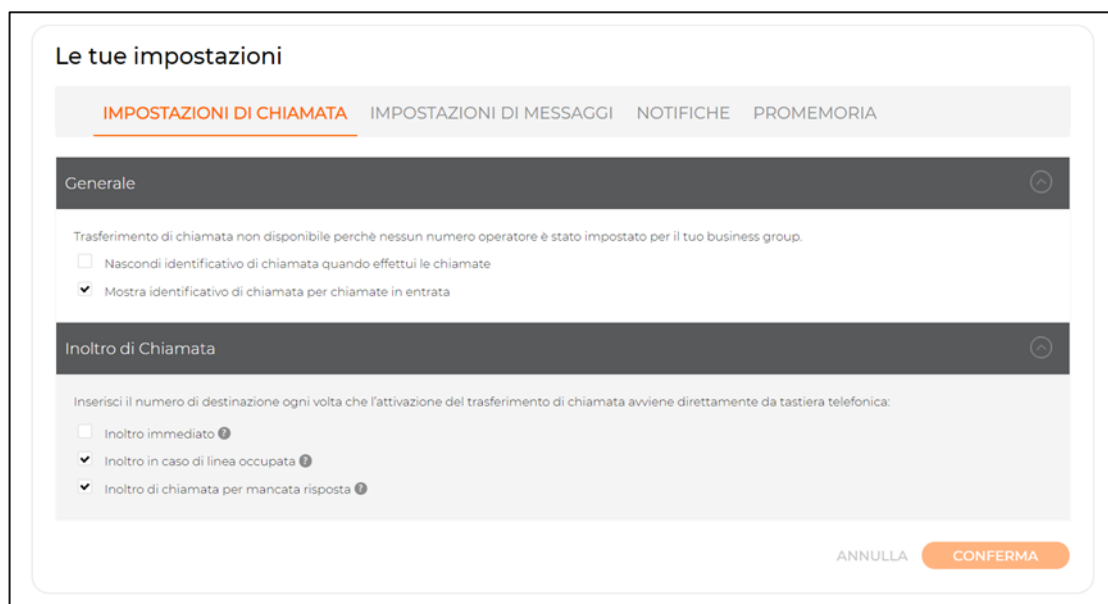 Le tue impostazioni
IMPOSTAZIONI DI CHIAMATA IMPOSTAZIONI DI MESSAGGI NOTIFICHE PROMEMORIA
Generale
Trasferimento di chiamata non disponibile perchè nessun numero operatore è stato impostato per il tuo business group.
Nascondi identificativo di chiamata quando effettui le chiamate
Mostra identificativo di chiamata per chiamate in entrata
Inoltro di Chiamata
Inserisci il numero di destinazione ogni volta che l'attivazione del trasferimento di chiamata avviene direttamente da tastiera telefonica:
Inoltro immediato ?
Inoltro in caso di linea occupata ?
Inoltro di chiamata per mancata risposta ?
ANNULLA CONFERMA